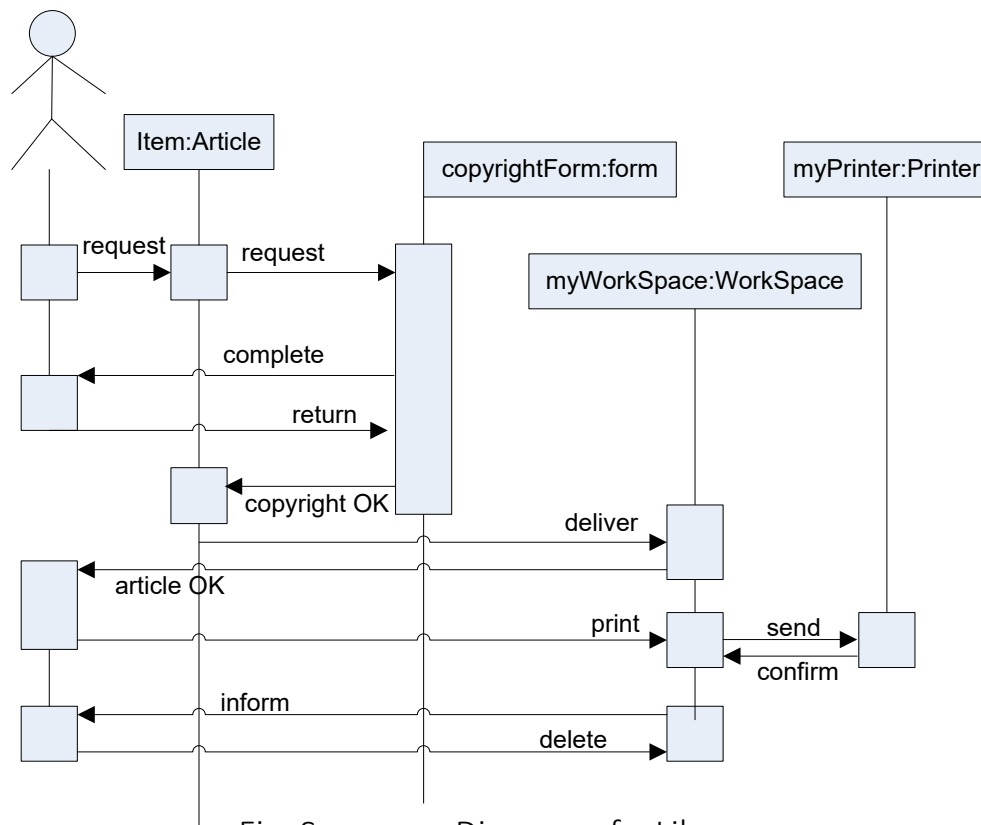 Item:Article
copyrightForm:form
myPrinter:Printer
request
request
myWorkSpace:WorkSpace
complete
return
copyright OK
deliver
article OK
print
send
confirm
inform
delete